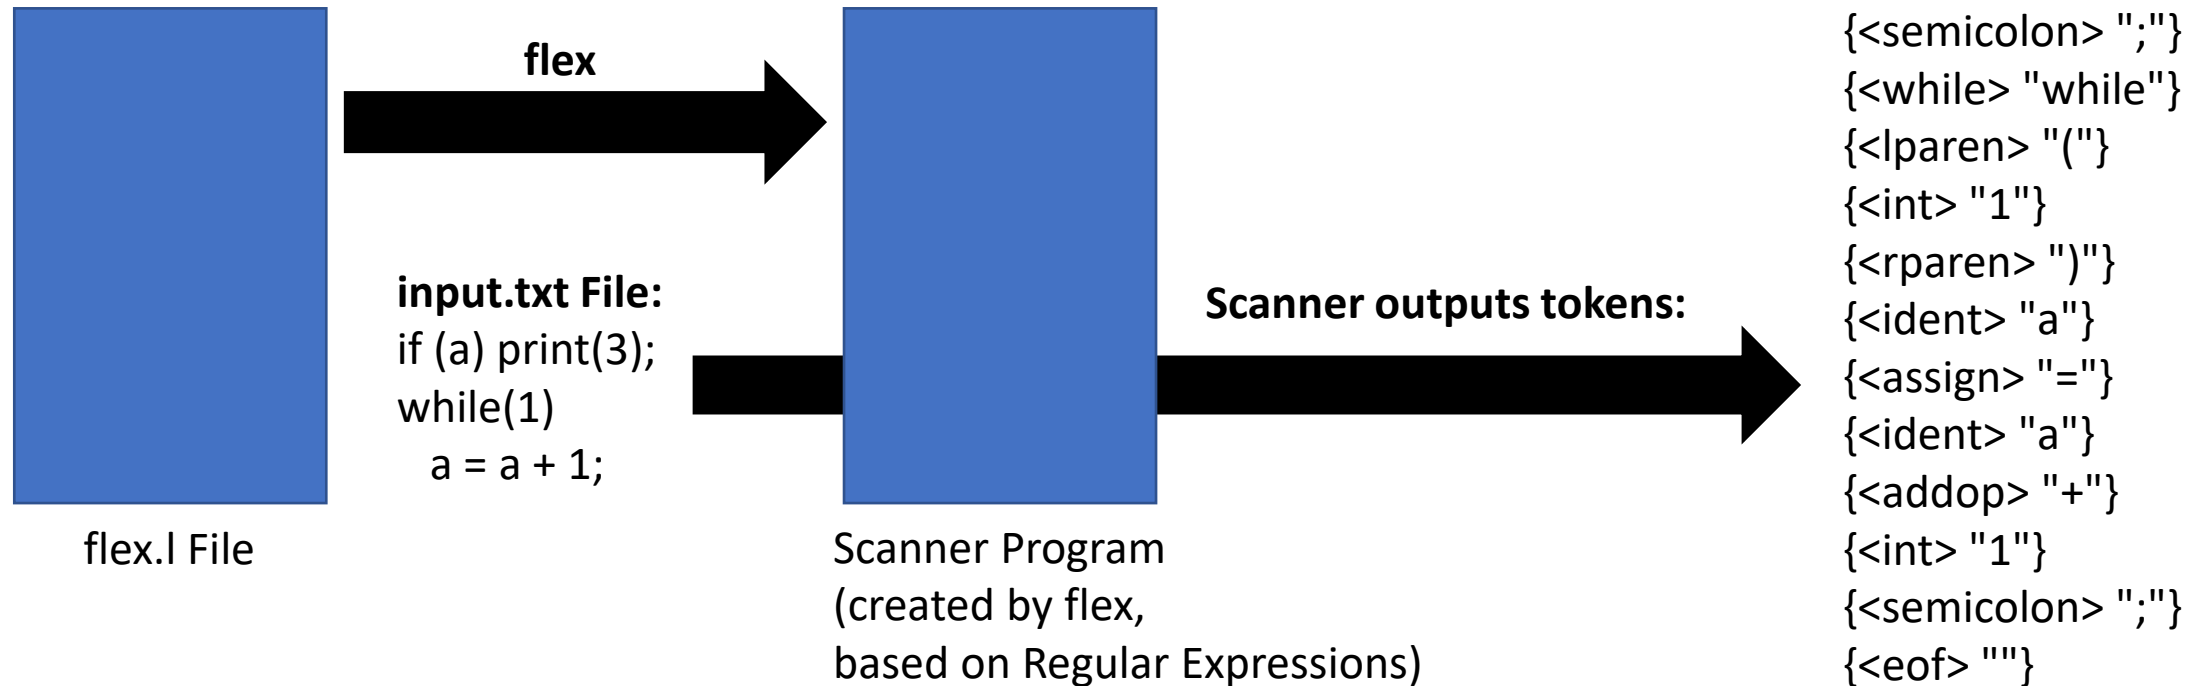 flex
flex.l File
input.txt File:
if (a) print(3);
while(1)
a = a + 1;
Scanner Program
(created by flex,
based on Regular Expressions)
Scanner outputs tokens:
{<semicolon> ";"}
{<while> "while"}
{<lparen> "("}
{<int> "1"}
{<rparen> ")"}
{<ident> "a"}
{<assign> "="}
{<ident> "a"}
{<addop> "+"}
{<int> "1"}
{<semicolon> ";"}
{<eof> ""}